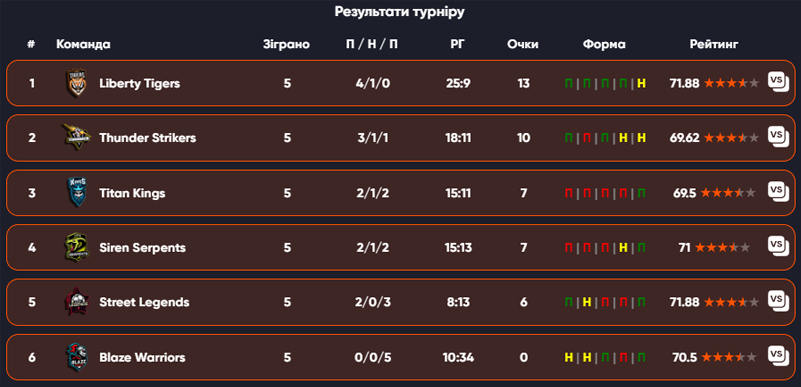 Результати турніру
# Команда Зіграно П / Н / П РГ Очки Форма Рейтинг
1 Liberty Tigers 5 4/1/0 25:9 13 П | П | П | П | Н 71.88 VS
2 Thunder Strikers 5 3/1/1 18:11 10 П | П | П | Н | Н 69.62 VS
3 Titan Kings 5 2/1/2 15:11 7 П | П | П | П | П 69.5 VS
4 Siren Serpents 5 2/1/2 15:13 7 П | П | П | Н | П 71 VS
5 Street Legends 5 2/0/3 8:13 6 П | Н | П | П | П 71.88 VS
6 Blaze Warriors 5 0/0/5 10:34 0 Н | Н | П | П | П 70.5 VS